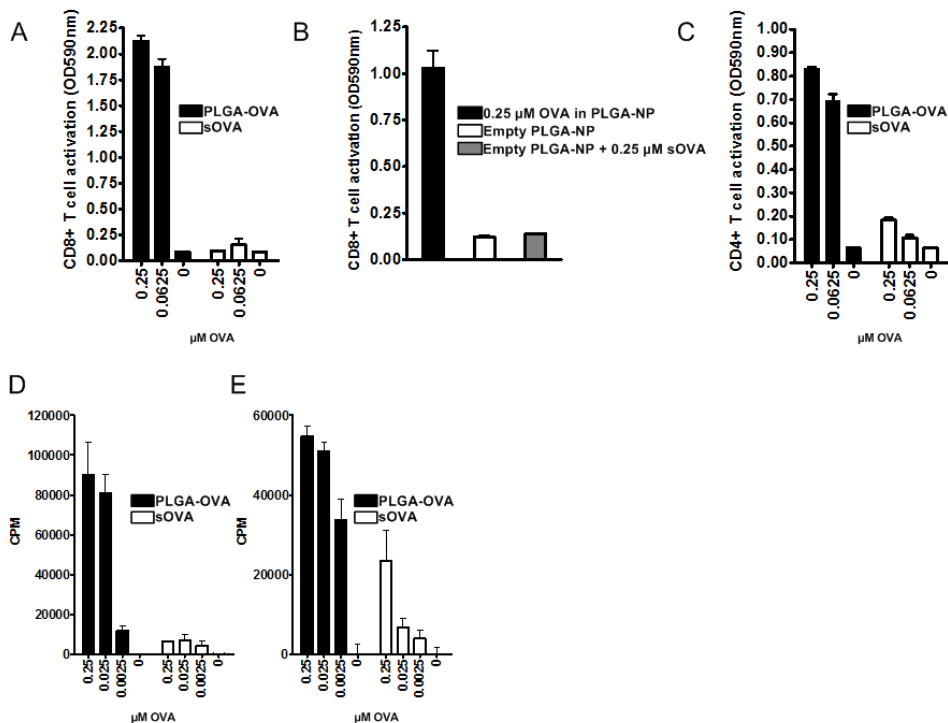 A
CD8+ T cell activation (OD590nm)
2.25
2.00
1.75
1.50
1.25
1.00
0.75
0.50
0.25
0.00
PLGA-OVA
sOVA
0.25
0.0625
0
0.25
0.0625
0
µM OVA
B
CD8+ T cell activation (OD590nm)
1.25
1.00
0.75
0.50
0.25
0.00
0.25 µM OVA in PLGA-NP
Empty PLGA-NP
Empty PLGA-NP + 0.25 µM sOVA
C
CD4+ T cell activation (OD590nm)
1.00
0.90
0.80
0.70
0.60
0.50
0.40
0.30
0.20
0.10
0.00
PLGA-OVA
sOVA
0.25
0.0625
0
0.25
0.0625
0
µM OVA
D
CPM
120000
100000
80000
60000
40000
20000
0
PLGA-OVA
sOVA
0.25
0.025
0.0025
0
0.25
0.025
0.0025
0
µM OVA
E
CPM
60000
40000
20000
0
PLGA-OVA
sOVA
0.25
0.025
0.0025
0
0.25
0.025
0.0025
0
µM OVA